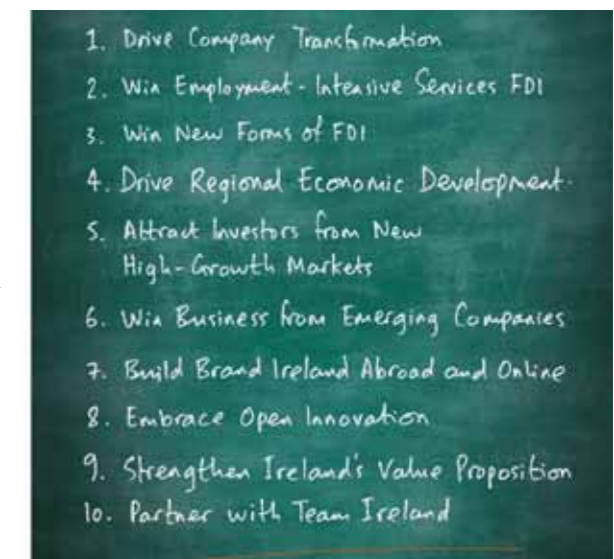 1. Drive Company Transformation
2. Win Employment-Intensive Services FDI
3. Win New Forms of FDI
4. Drive Regional Economic Development.
5. Attract Investors from New
High-Growth Markets
6. Win Business from Emerging Companies
7. Build Brand Ireland Abroad and Online
8. Embrace Open Innovation
9. Strengthen Ireland's Value Proposition
10. Partner with Team Ireland